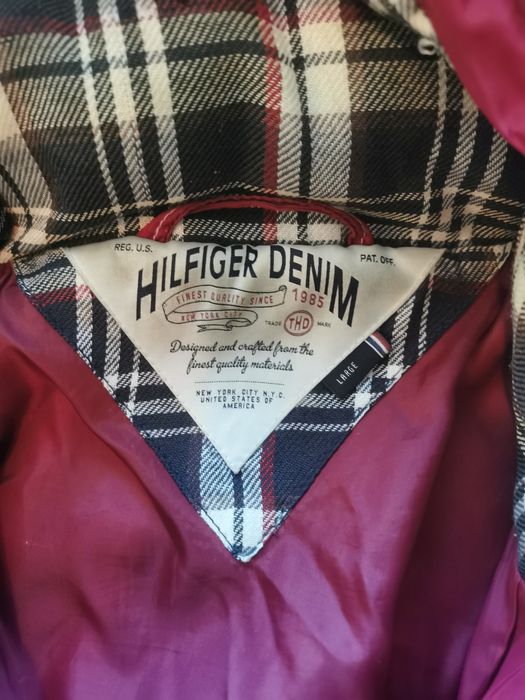 REG. U.S.
PAT. OFF.
HILFIGER DENIM
FINEST QUALITY SINCE 1985
NEW YORK CITY
TRADE THD MARK
Designed and crafted from the
finest quality materials
NEW YORK CITY N.Y.C.
UNITED STATES OF
AMERICA
LARGE